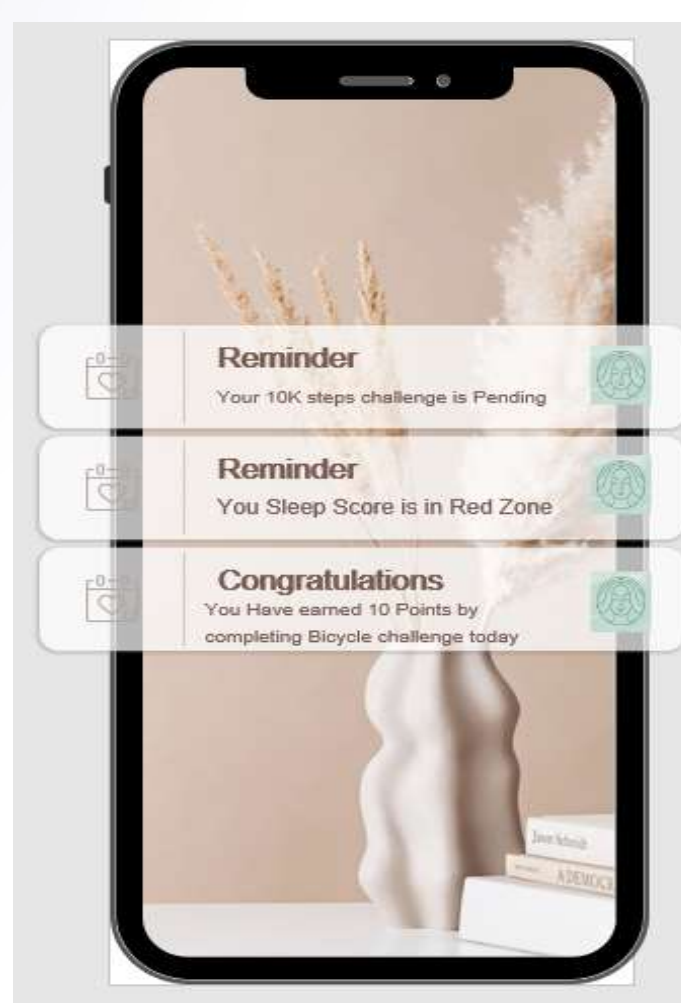 Reminder
Your 10K steps challenge is Pending
Reminder
You Sleep Score is in Red Zone
Congratulations
You Have earned 10 Points by
completing Bicycle challenge today
A DEMOCR